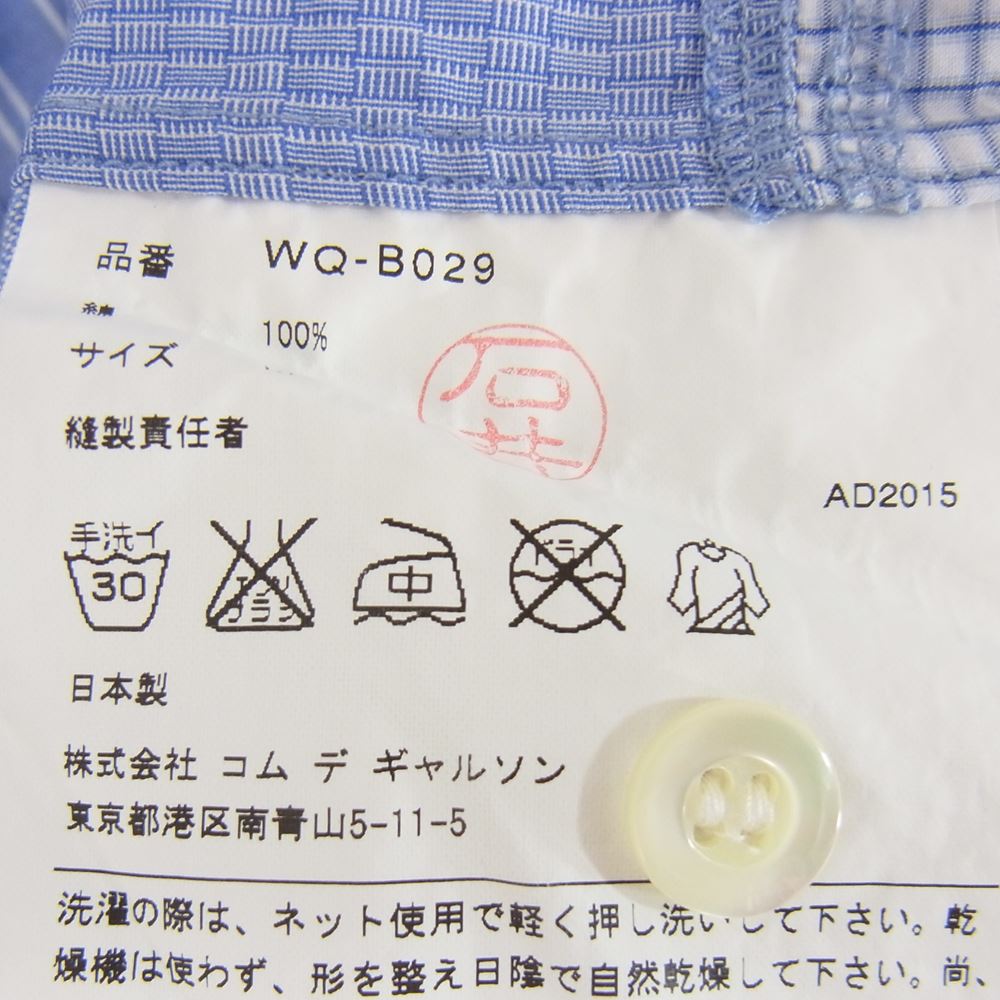 品番 WQ-B029
100%
サイズ
縫製責任者
AD2015
手洗イ
30
中
ドライ
日本製
株式会社 コム デ ギャルソン
東京都港区南青山5-11-5
洗濯の際は、ネット使用で軽く押し洗いして下さい。乾
燥機は使わず、形を整え日陰で自然乾燥して下さい。尚、